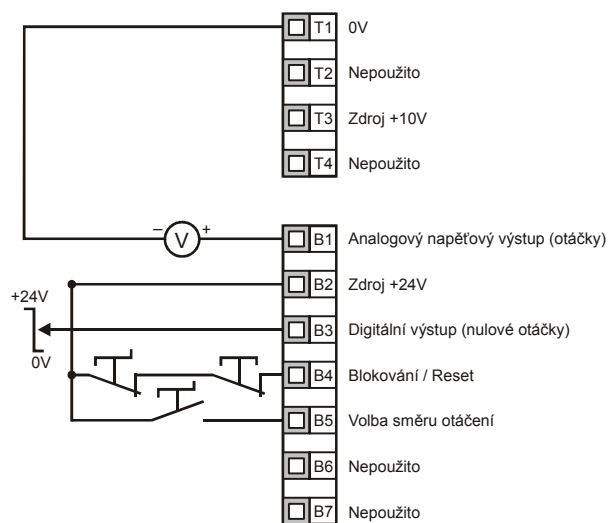 T1 0V
T2 Nepoužito
T3 Zdroj +10V
T4 Nepoužito
– V +
B1 Analogový napěťový výstup (otáčky)
B2 Zdroj +24V
+24V
B3 Digitální výstup (nulové otáčky)
0V
B4 Blokování / Reset
B5 Volba směru otáčení
B6 Nepoužito
B7 Nepoužito